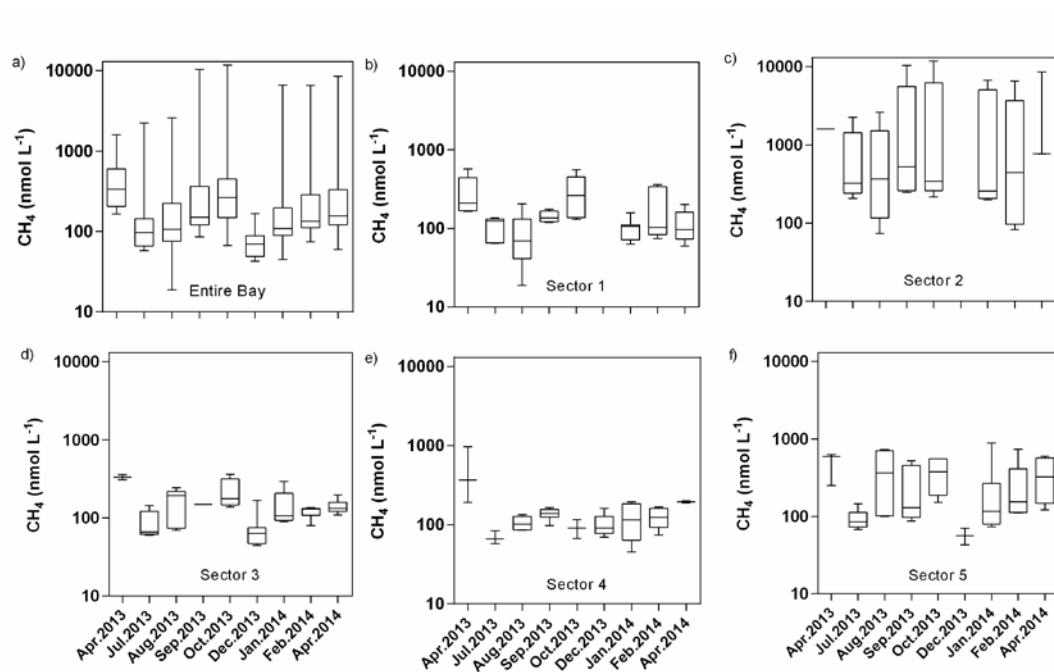 a)
10000
1000
100
10
CH₄ (nmol L⁻¹)
Entire Bay
b)
10000
1000
100
10
CH₄ (nmol L⁻¹)
Sector 1
c)
10000
1000
100
10
CH₄ (nmol L⁻¹)
Sector 2
d)
10000
1000
100
10
CH₄ (nmol L⁻¹)
Sector 3
Apr.2013
Jul.2013
Aug.2013
Sep.2013
Oct.2013
Dec.2013
Jan.2014
Feb.2014
Apr.2014
e)
10000
1000
100
10
CH₄ (nmol L⁻¹)
Sector 4
Apr.2013
Jul.2013
Aug.2013
Sep.2013
Oct.2013
Dec.2013
Jan.2014
Feb.2014
Apr.2014
f)
10000
1000
100
10
CH₄ (nmol L⁻¹)
Sector 5
Apr.2013
Jul.2013
Aug.2013
Sep.2013
Oct.2013
Dec.2013
Jan.2014
Feb.2014
Apr.2014